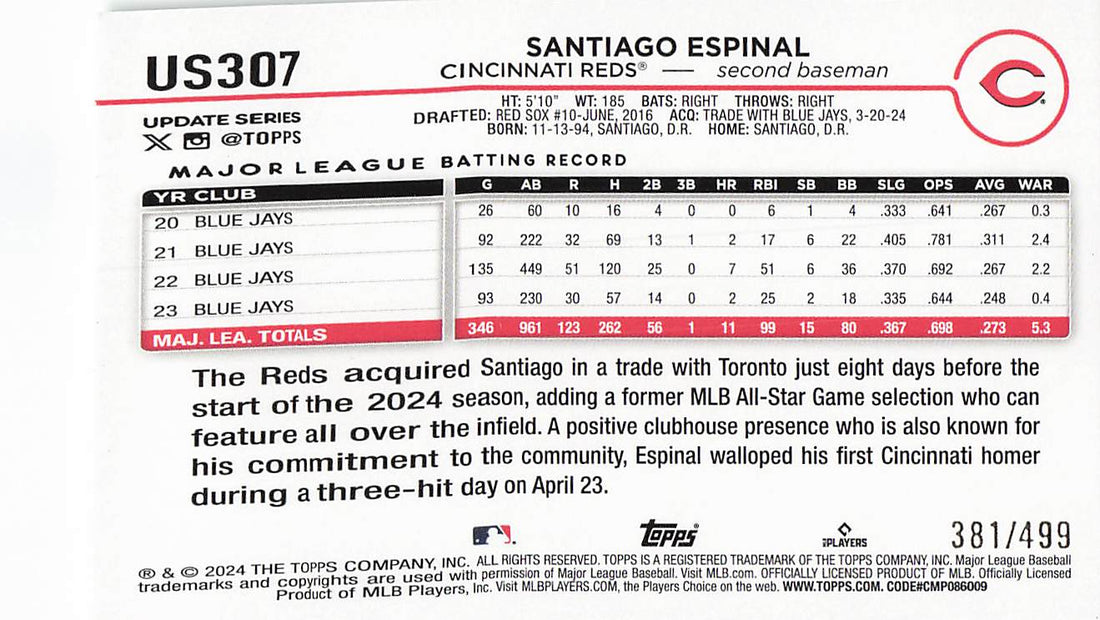 US307
SANTIAGO ESPINAL
CINCINNATI REDS® — second baseman
HT: 5'10" WT: 185 BATS: RIGHT THROWS: RIGHT
DRAFTED: RED SOX #10-JUNE, 2016 ACQ: TRADE WITH BLUE JAYS, 3-20-24
BORN: 11-13-94, SANTIAGO, D.R. HOME: SANTIAGO, D.R.
UPDATE SERIES
@TOPPS
MAJOR LEAGUE BATTING RECORD
YR CLUB G AB R H 2B 3B HR RBI SB BB SLG OPS AVG WAR
20 BLUE JAYS 26 60 10 16 4 0 0 6 1 4 .333 .641 .267 0.3
21 BLUE JAYS 92 222 32 69 13 1 2 17 6 22 .405 .781 .311 2.4
22 BLUE JAYS 135 449 51 120 25 0 7 51 6 36 .370 .692 .267 2.2
23 BLUE JAYS 93 230 30 57 14 0 2 25 2 18 .335 .644 .248 0.4
MAJ. LEA. TOTALS 346 961 123 262 56 1 11 99 15 80 .367 .698 .273 5.3
The Reds acquired Santiago in a trade with Toronto just eight days before the
start of the 2024 season, adding a former MLB All-Star Game selection who can
feature all over the infield. A positive clubhouse presence who is also known for
his commitment to the community, Espinal walloped his first Cincinnati homer
during a three-hit day on April 23.
topps®
PLAYERS
381/499
® & © 2024 THE TOPPS COMPANY, INC. ALL RIGHTS RESERVED. TOPPS IS A REGISTERED TRADEMARK OF THE TOPPS COMPANY, INC. Major League Baseball
trademarks and copyrights are used with permission of Major League Baseball. Visit MLB.com. OFFICIALLY LICENSED PRODUCT OF MLB. Officially Licensed
Product of MLB Players, Inc. Visit MLBPLAYERS.COM, the Players Choice on the web. WWW.TOPPS.COM. CODE#CMP086009